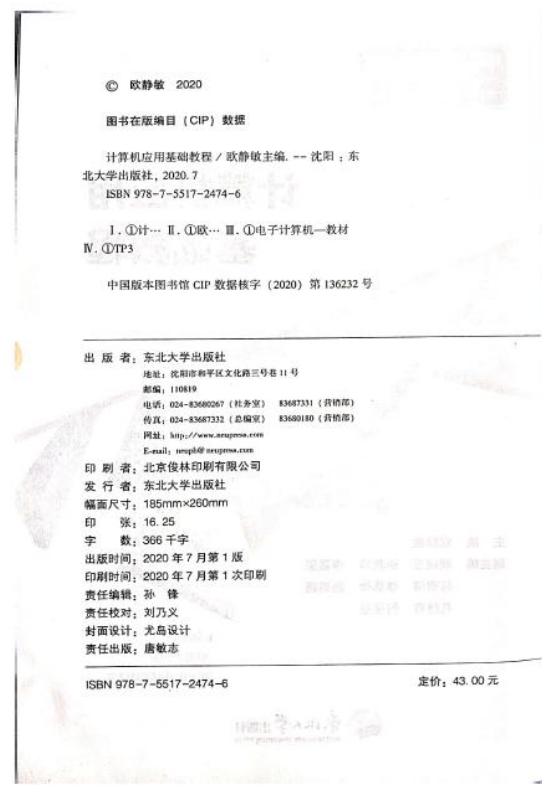 © 欧静敏 2020
图书在版编目(CIP)数据
计算机应用基础教程/欧静敏主编. -- 沈阳:东
北大学出版社,2020.7
ISBN 978-7-5517-2474-6
Ⅰ.①计… Ⅱ.①欧… Ⅲ.①电子计算机—教材
Ⅳ.①TP3
中国版本图书馆 CIP 数据核字(2020)第 136232 号
出 版 者:东北大学出版社
地址:沈阳市和平区文化路三号巷 11 号
邮编:110819
电话:024-83680267(社务室) 83687331(营销部)
传真:024-83687332(总编室) 83680180(营销部)
网址:http://www.neupress.com
E-mail:neuph@neupress.com
印 刷 者:北京俊林印刷有限公司
发 行 者:东北大学出版社
幅面尺寸:185mm×260mm
印 张:16.25
字 数:366 千字
出版时间:2020 年 7 月第 1 版
印刷时间:2020 年 7 月第 1 次印刷
责任编辑:孙 锋
责任校对:刘乃义
封面设计:尤岛设计
责任出版:唐敏志
ISBN 978-7-5517-2474-6 定价:43.00 元